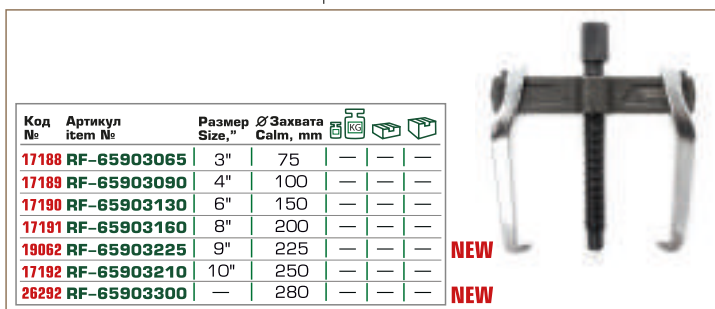 Код Артикул Размер Ø Захвата
№ item № Size,” Calm, mm KG
17188 RF–65903065 3" 75 — — —
17189 RF–65903090 4" 100 — — —
17190 RF–65903130 6" 150 — — —
17191 RF–65903160 8" 200 — — —
19062 RF–65903225 9" 225 — — — NEW
17192 RF–65903210 10" 250 — — —
26292 RF–65903300 — 280 — — — NEW